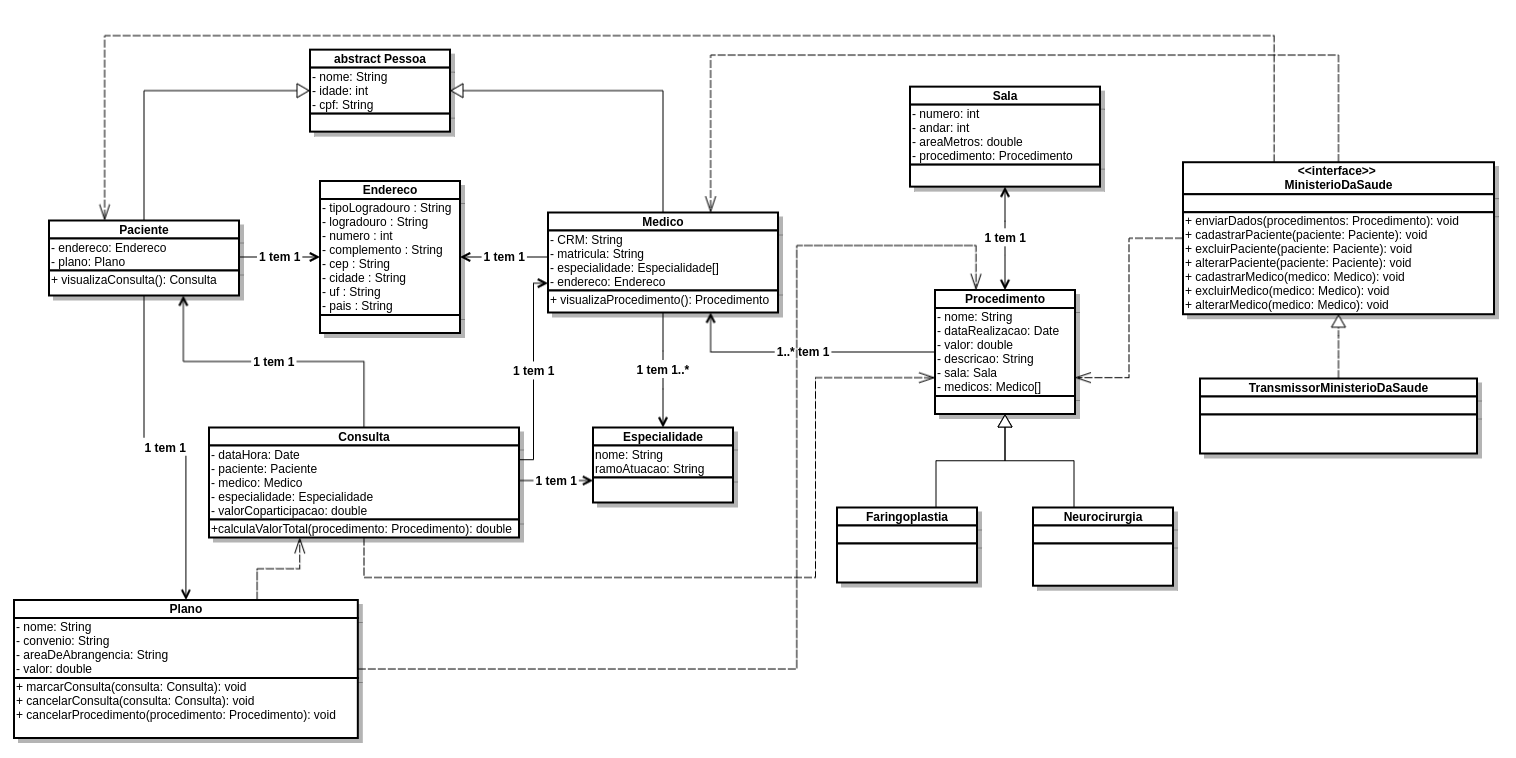 abstract Pessoa
- nome: String
- idade: int
- cpf: String
Sala
- numero: int
- andar: int
- areaMetros: double
- procedimento: Procedimento
<<interface>>
MinisterioDaSaude
+ enviarDados(procedimentos: Procedimento): void
+ cadastrarPaciente(paciente: Paciente): void
+ excluirPaciente(paciente: Paciente): void
+ alterarPaciente(paciente: Paciente): void
+ cadastrarMedico(medico: Medico): void
+ excluirMedico(medico: Medico): void
+ alterarMedico(medico: Medico): void
Endereco
- tipoLogradouro : String
- logradouro : String
- numero : int
- complemento : String
- cep : String
- cidade : String
- uf : String
- pais : String
Paciente
- endereco: Endereco
- plano: Plano
+ visualizaConsulta(): Consulta
1 tem 1
1 tem 1
Medico
- CRM: String
- matricula: String
- especialidade: Especialidade[]
- endereco: Endereco
+ visualizaProcedimento(): Procedimento
1 tem 1
Procedimento
- nome: String
- dataRealizacao: Date
- valor: double
- descricao: String
- sala: Sala
- medicos: Medico[]
1..* tem 1
1 tem 1
1 tem 1
1 tem 1..*
TransmissorMinisterioDaSaude
1 tem 1
Consulta
- dataHora: Date
- paciente: Paciente
- medico: Medico
- especialidade: Especialidade
- valorCoparticipacao: double
+calculaValorTotal(procedimento: Procedimento): double
1 tem 1
Especialidade
nome: String
ramoAtuacao: String
Faringoplastia
Neurocirurgia
Plano
- nome: String
- convenio: String
- areaDeAbrangencia: String
- valor: double
+ marcarConsulta(consulta: Consulta): void
+ cancelarConsulta(consulta: Consulta): void
+ cancelarProcedimento(procedimento: Procedimento): void